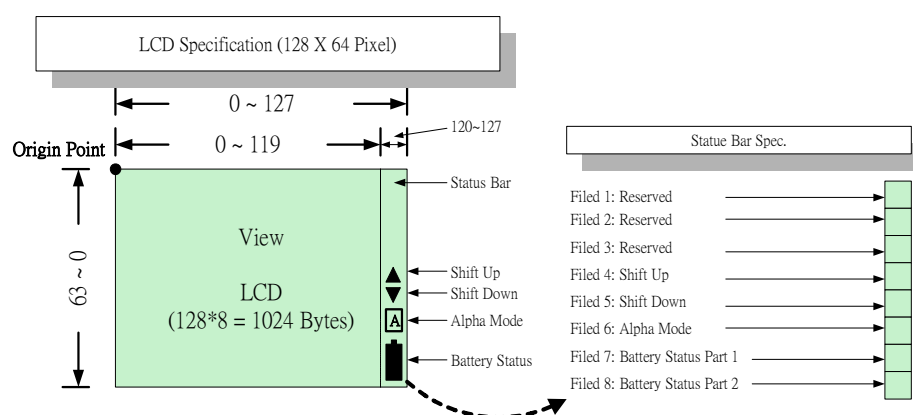 LCD Specification (128 X 64 Pixel)
0 ~ 127
0 ~ 119
120~127
Origin Point
63 ~ 0
View
LCD
(128*8 = 1024 Bytes)
A
Status Bar
Shift Up
Shift Down
Alpha Mode
Battery Status
Statue Bar Spec.
Filed 1: Reserved
Filed 2: Reserved
Filed 3: Reserved
Filed 4: Shift Up
Filed 5: Shift Down
Filed 6: Alpha Mode
Filed 7: Battery Status Part 1
Filed 8: Battery Status Part 2